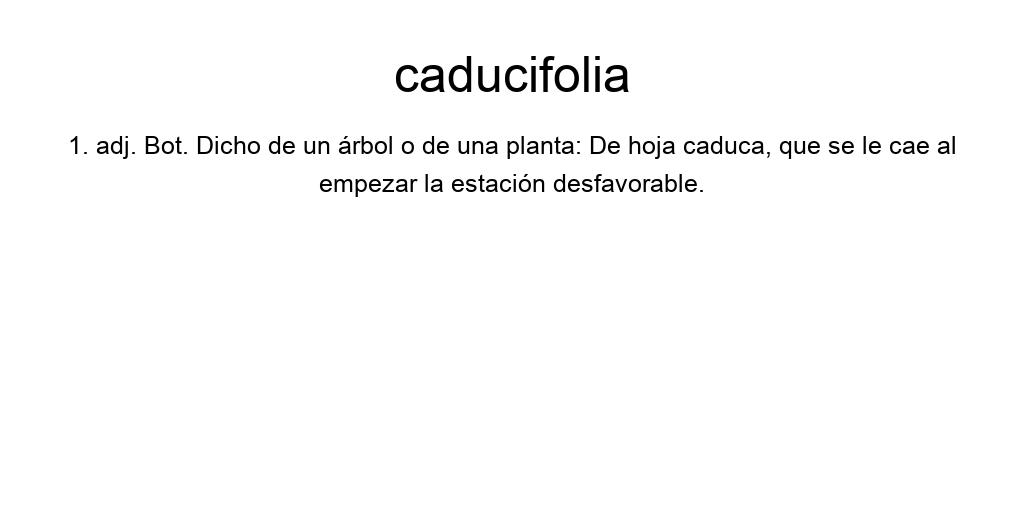 caducifolia
1. adj. Bot. Dicho de un árbol o de una planta: De hoja caduca, que se le cae al
empezar la estación desfavorable.